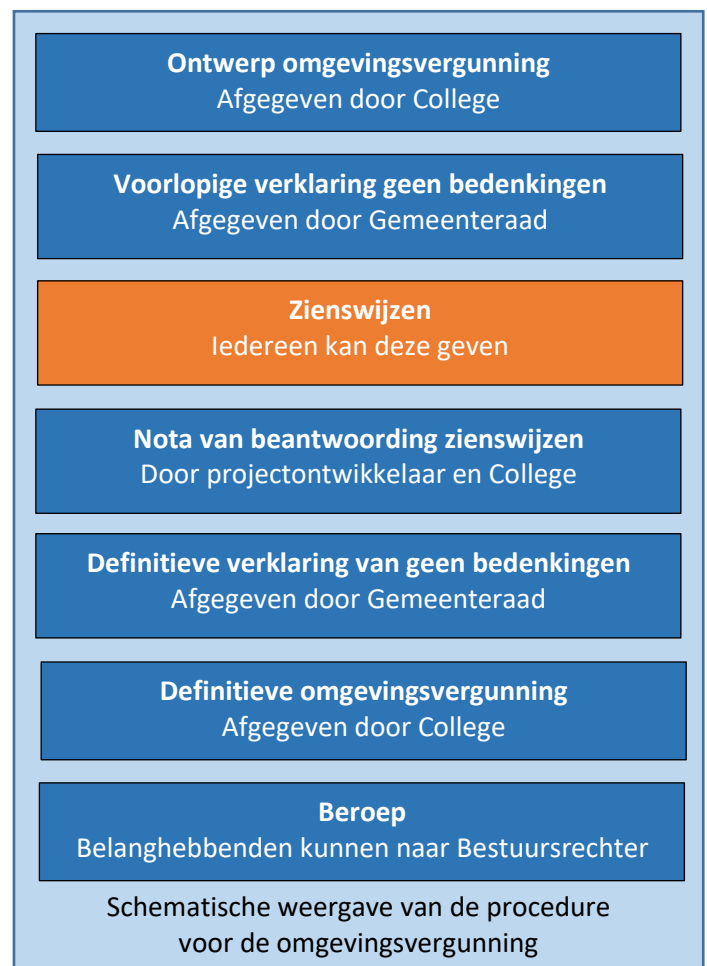 Ontwerp omgevingsvergunning
Afgegeven door College
Voorlopige verklaring geen bedenkingen
Afgegeven door Gemeenteraad
Zienswijzen
Iedereen kan deze geven
Nota van beantwoording zienswijzen
Door projectontwikkelaar en College
Definitieve verklaring van geen bedenkingen
Afgegeven door Gemeenteraad
Definitieve omgevingsvergunning
Afgegeven door College
Beroep
Belanghebbenden kunnen naar Bestuursrechter
Schematische weergave van de procedure
voor de omgevingsvergunning